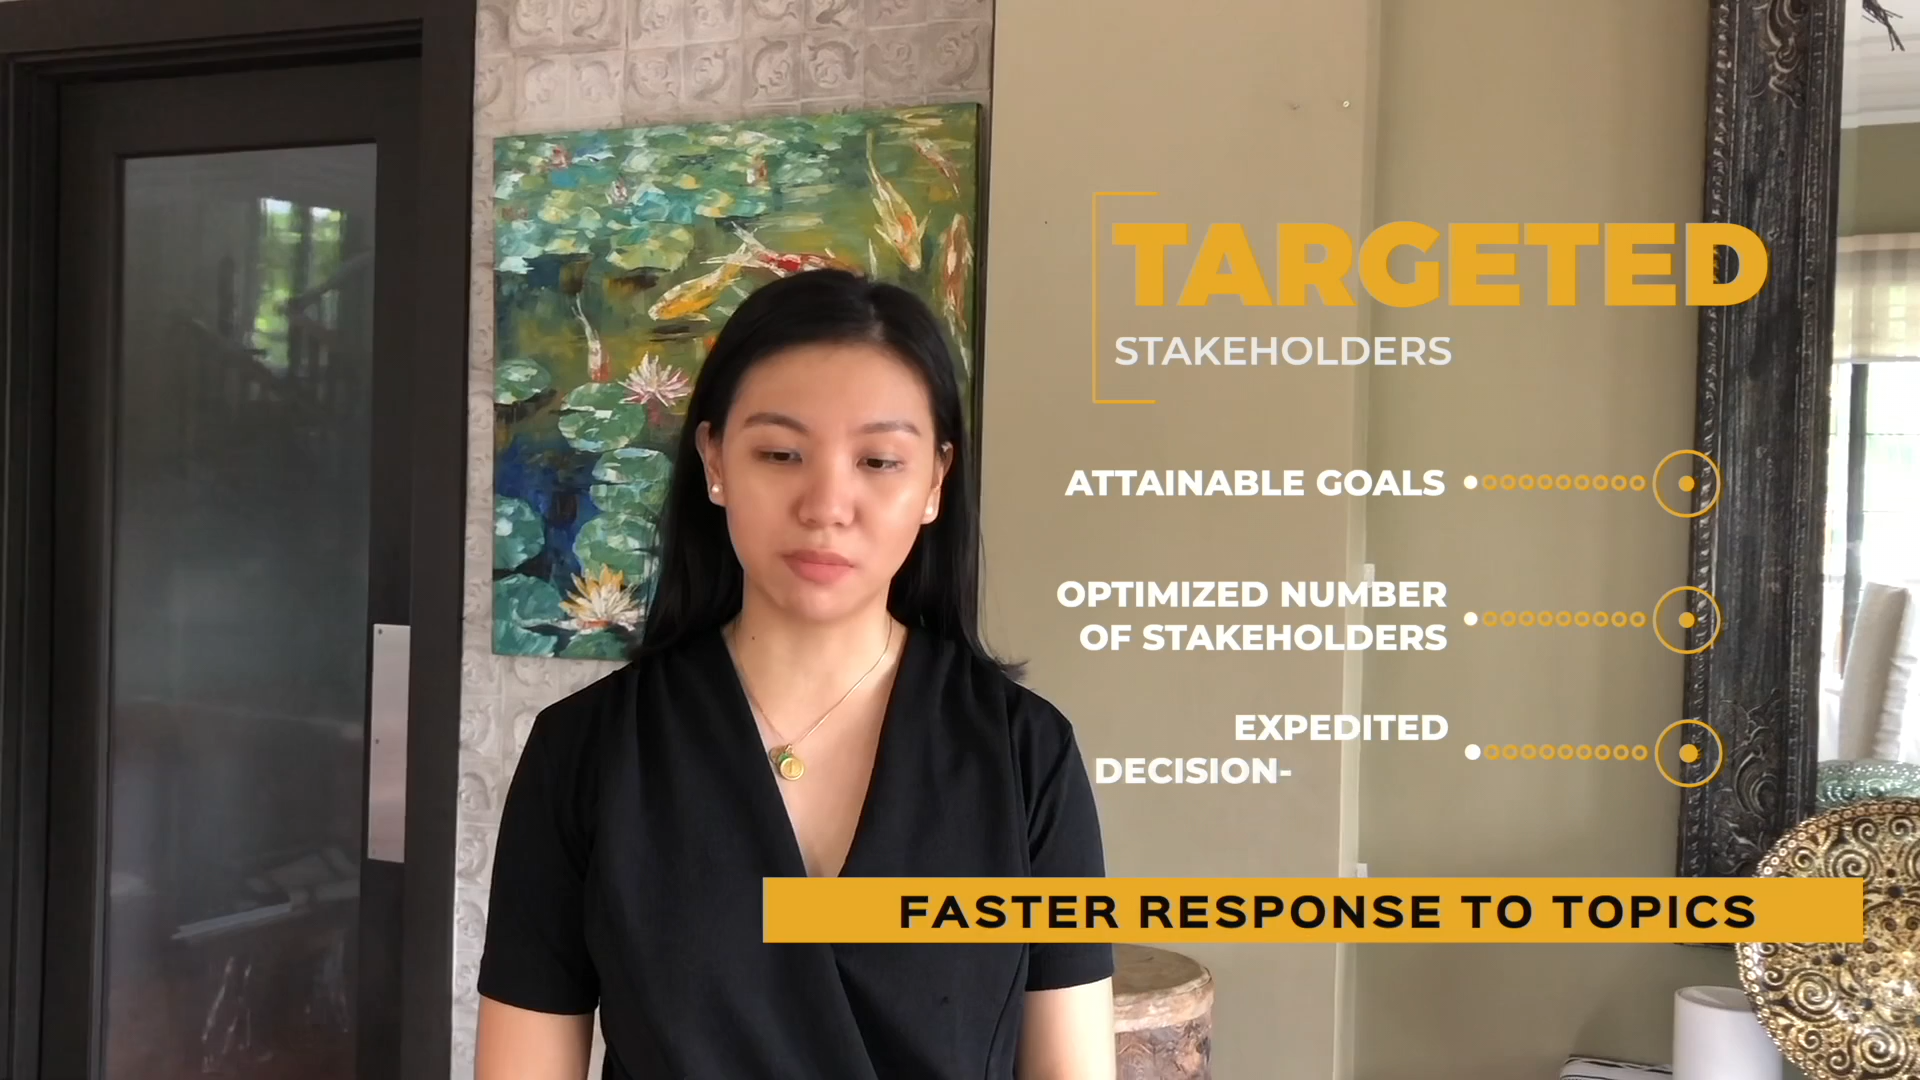 TARGETED
STAKEHOLDERS
ATTAINABLE GOALS
OPTIMIZED NUMBER
OF STAKEHOLDERS
EXPEDITED
DECISION-
FASTER RESPONSE TO TOPICS